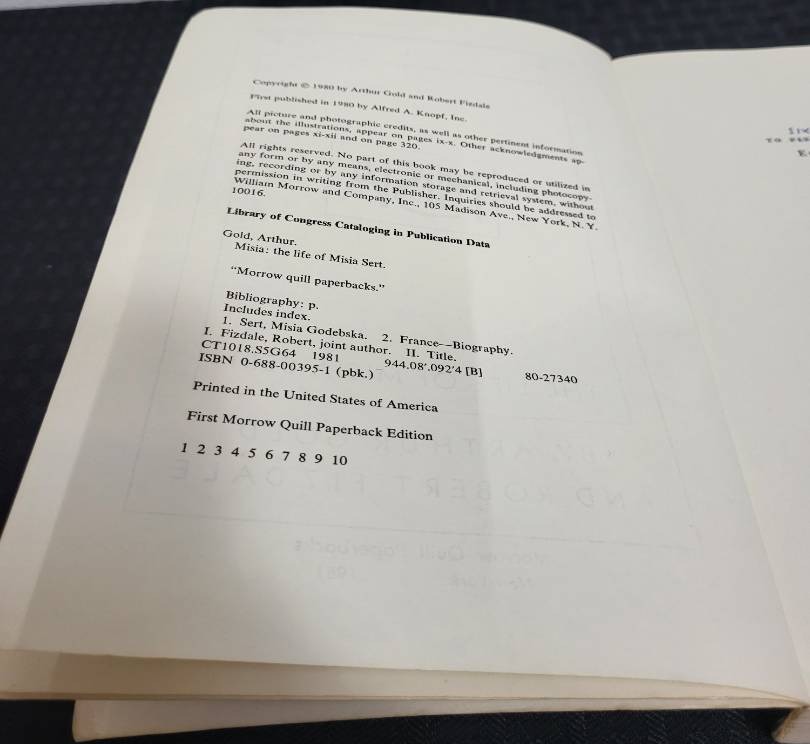 Copyright © 1980 by Arthur Gold and Robert Fizdale
First published in 1980 by Alfred A. Knopf, Inc.
All picture and photographic credits, as well as other pertinent information
about the illustrations, appear on pages ix-x. Other acknowledgments ap-
pear on pages xi-xii and on page 320.
All rights reserved. No part of this book may be reproduced or utilized in
any form or by any means, electronic or mechanical, including photocopy-
ing, recording or by any information storage and retrieval system, without
permission in writing from the Publisher. Inquiries should be addressed to
William Morrow and Company, Inc., 105 Madison Ave., New York, N. Y.
10016.
Library of Congress Cataloging in Publication Data
Gold, Arthur.
Misia: the life of Misia Sert.
"Morrow quill paperbacks."
Bibliography: p.
Includes index.
1. Sert, Misia Godebska. 2. France--Biography.
I. Fizdale, Robert, joint author. II. Title.
CT1018.S5G64 1981 944.08'.092'4 [B] 80-27340
ISBN 0-688-00395-1 (pbk.)
Printed in the United States of America
First Morrow Quill Paperback Edition
1 2 3 4 5 6 7 8 9 10